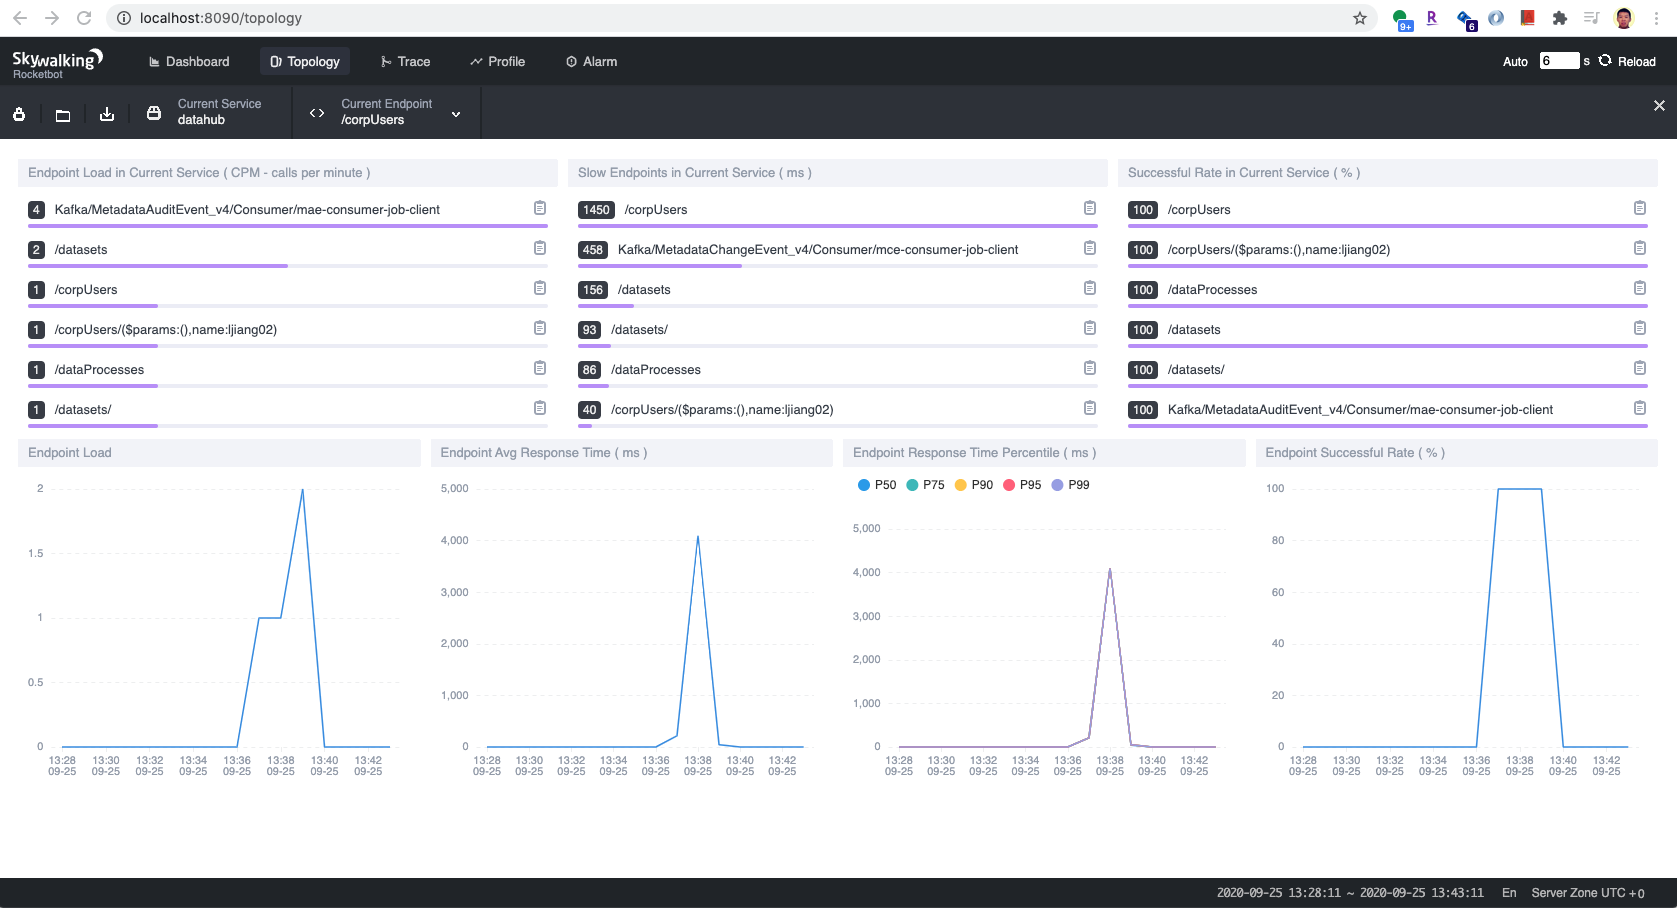 localhost:8090/topology
9+
R
6
Skywalking
Rocketbot
Dashboard
Topology
Trace
Profile
Alarm
Auto
6
s
Reload
Current Service
datahub
Current Endpoint
/corpUsers
Endpoint Load in Current Service ( CPM - calls per minute )
4 Kafka/MetadataAuditEvent_v4/Consumer/mae-consumer-job-client
2 /datasets
1 /corpUsers
1 /corpUsers/($params:(),name:ljiang02)
1 /dataProcesses
1 /datasets/
Slow Endpoints in Current Service ( ms )
1450 /corpUsers
458 Kafka/MetadataChangeEvent_v4/Consumer/mce-consumer-job-client
156 /datasets
93 /datasets/
86 /dataProcesses
40 /corpUsers/($params:(),name:ljiang02)
Successful Rate in Current Service ( % )
100 /corpUsers
100 /corpUsers/($params:(),name:ljiang02)
100 /dataProcesses
100 /datasets
100 /datasets/
100 Kafka/MetadataAuditEvent_v4/Consumer/mae-consumer-job-client
Endpoint Load
2
1.5
1
0.5
0
13:28 13:30 13:32 13:34 13:36 13:38 13:40 13:42
09-25 09-25 09-25 09-25 09-25 09-25 09-25 09-25
Endpoint Avg Response Time ( ms )
5,000
4,000
3,000
2,000
1,000
0
13:28 13:30 13:32 13:34 13:36 13:38 13:40 13:42
09-25 09-25 09-25 09-25 09-25 09-25 09-25 09-25
Endpoint Response Time Percentile ( ms )
P50 P75 P90 P95 P99
5,000
4,000
3,000
2,000
1,000
0
13:28 13:30 13:32 13:34 13:36 13:38 13:40 13:42
09-25 09-25 09-25 09-25 09-25 09-25 09-25 09-25
Endpoint Successful Rate ( % )
100
80
60
40
20
0
13:28 13:30 13:32 13:34 13:36 13:38 13:40 13:42
09-25 09-25 09-25 09-25 09-25 09-25 09-25 09-25
2020-09-25 13:28:11 ~ 2020-09-25 13:43:11
En
Server Zone UTC +0